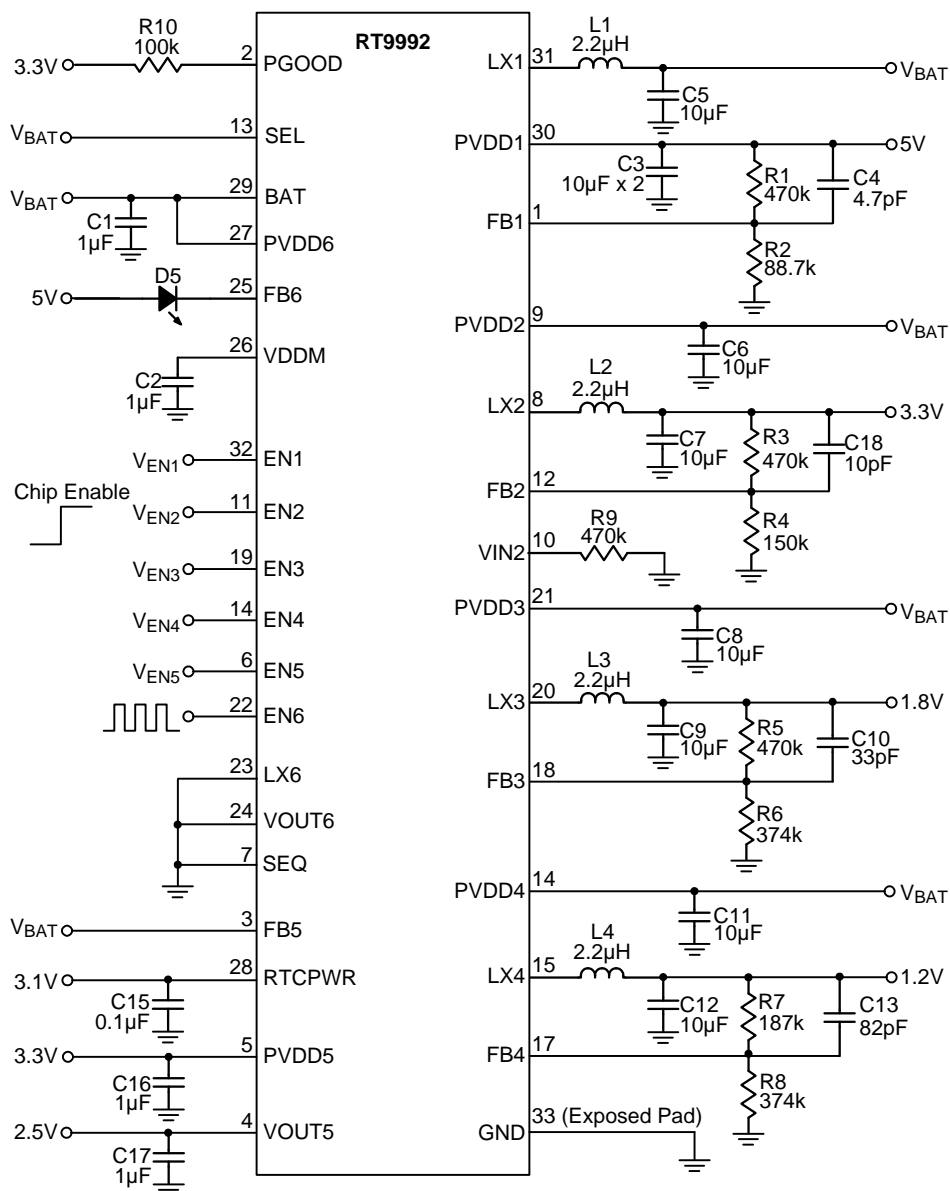 RT9992
R10
100k
3.3V
2
PGOOD
VBAT
13
SEL
VBAT
29
BAT
C1
1µF
27
PVDD6
5V
D5
25
FB6
26
VDDM
C2
1µF
VEN1
32
EN1
Chip Enable
VEN2
11
EN2
VEN3
19
EN3
VEN4
14
EN4
VEN5
6
EN5
22
EN6
23
LX6
24
VOUT6
7
SEQ
VBAT
3
FB5
3.1V
28
RTCPWR
C15
0.1µF
3.3V
5
PVDD5
C16
1µF
2.5V
4
VOUT5
C17
1µF
L1
2.2µH
LX1
31
VBAT
C5
10µF
PVDD1
30
5V
C3
10µF x 2
R1
470k
C4
4.7pF
FB1
1
R2
88.7k
PVDD2
9
VBAT
C6
10µF
L2
2.2µH
LX2
8
3.3V
C7
10µF
R3
470k
C18
10pF
FB2
12
R4
150k
R9
470k
VIN2
10
PVDD3
21
VBAT
C8
10µF
L3
2.2µH
LX3
20
1.8V
C9
10µF
R5
470k
C10
33pF
FB3
18
R6
374k
PVDD4
14
VBAT
C11
10µF
L4
2.2µH
LX4
15
1.2V
C12
10µF
R7
187k
C13
82pF
FB4
17
R8
374k
GND
33 (Exposed Pad)